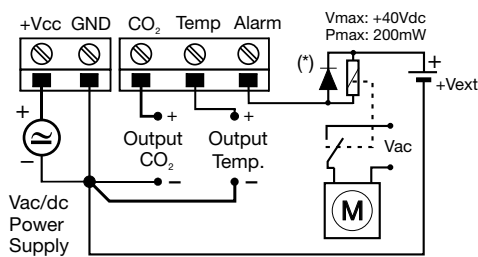 +Vcc GND CO2 Temp Alarm
Vmax: +40Vdc
Pmax: 200mW
(*)
+
+Vext
+
+
+
Output
CO2
Output
Temp.
Vac
–
–
–
M
Vac/dc
Power
Supply